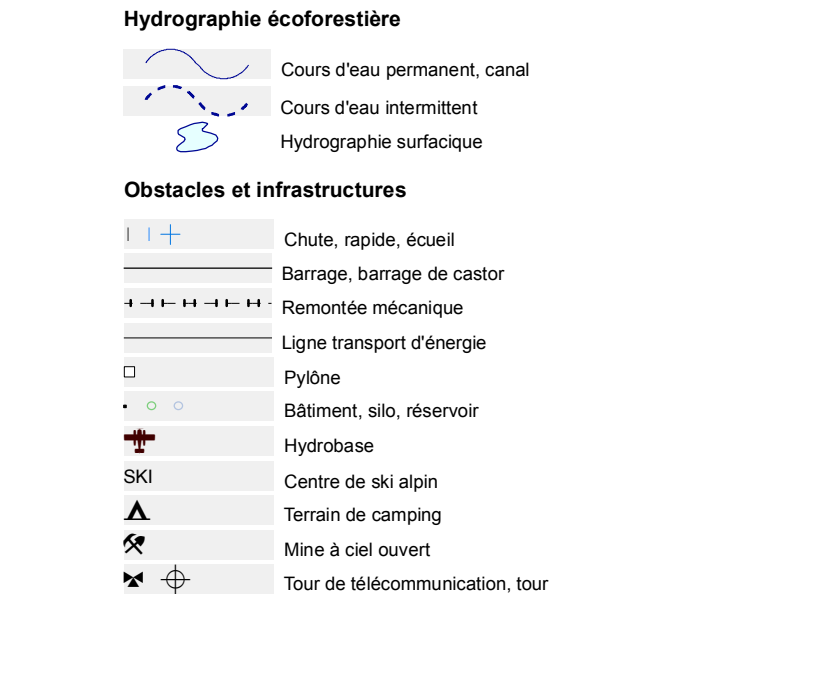 Hydrographie écoforestière
Cours d'eau permanent, canal
Cours d'eau intermittent
Hydrographie surfacique
Obstacles et infrastructures
Chute, rapide, écueil
Barrage, barrage de castor
Remontée mécanique
Ligne transport d'énergie
Pylône
Bâtiment, silo, réservoir
Hydrobase
SKI Centre de ski alpin
Terrain de camping
Mine à ciel ouvert
Tour de télécommunication, tour